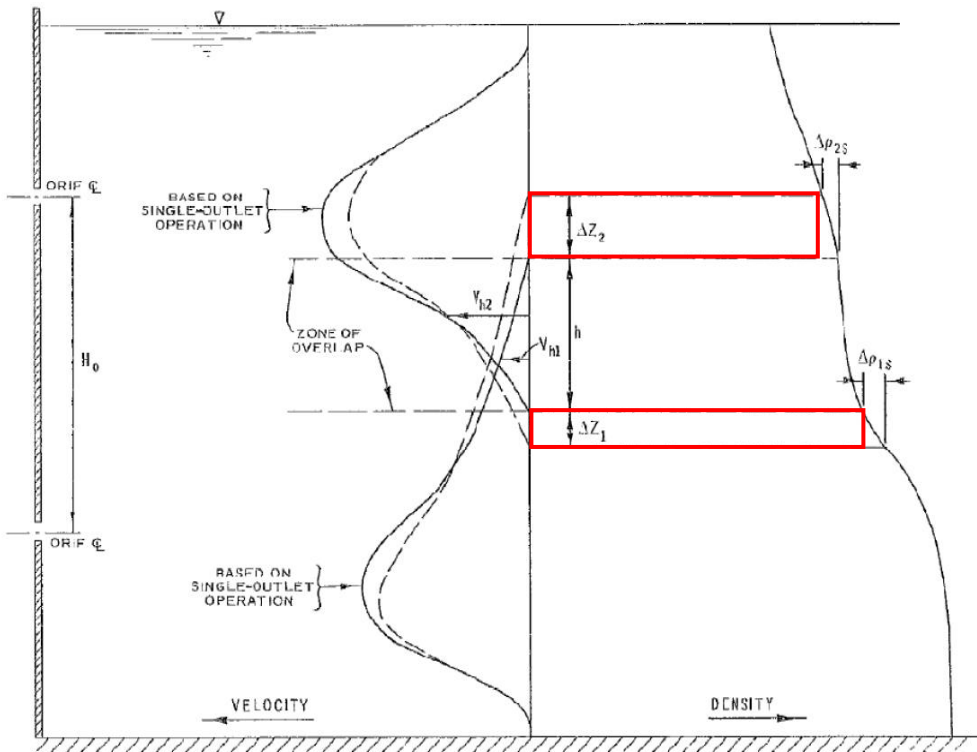 Δρ2S
ORIF ℄
BASED ON
SINGLE-OUTLET
OPERATION
ΔZ2
Vh2
ZONE OF
OVERLAP
h
Vh1
Ho
Δρ1S
ΔZ1
ORIF ℄
BASED ON
SINGLE-OUTLET
OPERATION
VELOCITY
DENSITY